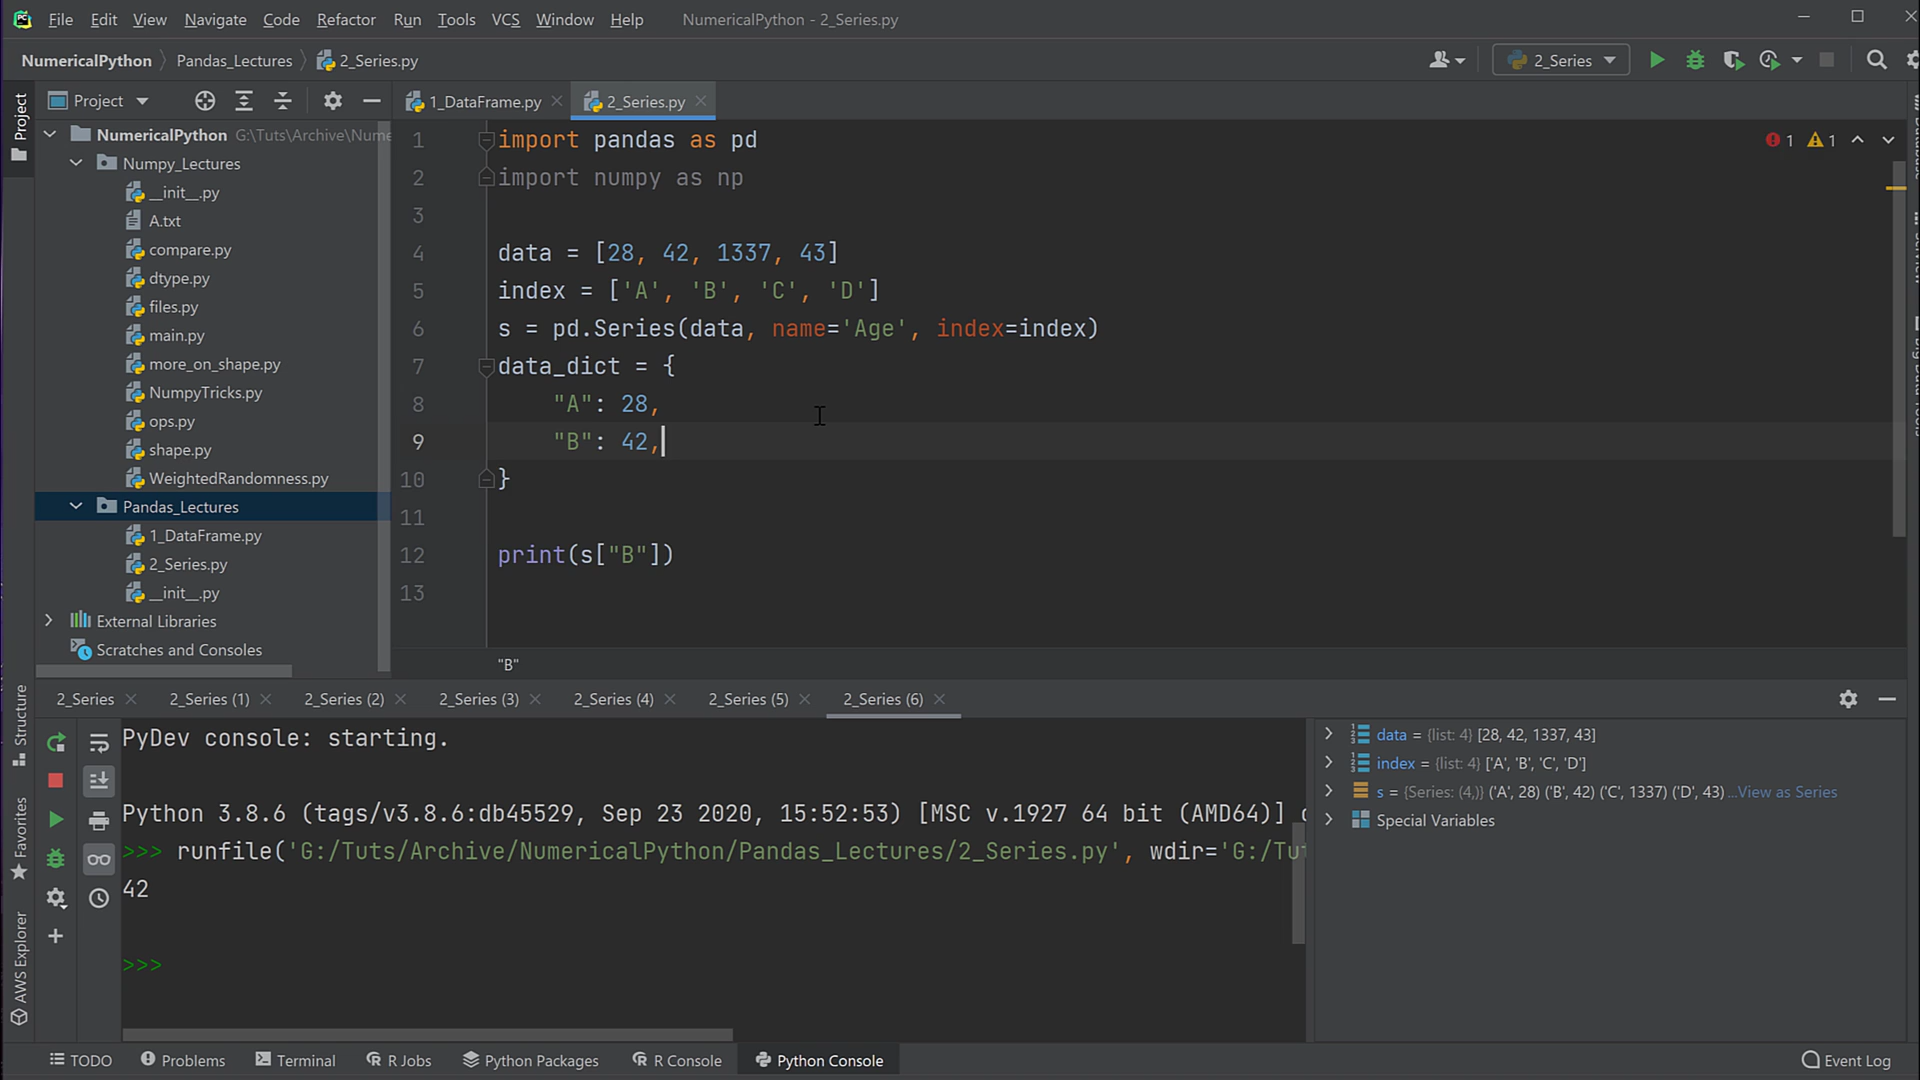 PC File Edit View Navigate Code Refactor Run Tools VCS Window Help NumericalPython - 2_Series.py
NumericalPython Pandas_Lectures 2_Series.py 2_Series
Project
Project
1_DataFrame.py 2_Series.py
NumericalPython G:\Tuts\Archive\Nume
Numpy_Lectures
__init__.py
A.txt
compare.py
dtype.py
files.py
main.py
more_on_shape.py
NumpyTricks.py
ops.py
shape.py
WeightedRandomness.py
Pandas_Lectures
1_DataFrame.py
2_Series.py
__init__.py
External Libraries
Scratches and Consoles
1 import pandas as pd
1 1
2 import numpy as np
3
4 data = [28, 42, 1337, 43]
5 index = ['A', 'B', 'C', 'D']
6 s = pd.Series(data, name='Age', index=index)
7 data_dict = {
8 "A": 28,
9 "B": 42,
10 }
11
12 print(s["B"])
13
"B"
Structure
Favorites
AWS Explorer
2_Series 2_Series (1) 2_Series (2) 2_Series (3) 2_Series (4) 2_Series (5) 2_Series (6)
PyDev console: starting.
Python 3.8.6 (tags/v3.8.6:db45529, Sep 23 2020, 15:52:53) [MSC v.1927 64 bit (AMD64)] o
>>> runfile('G:/Tuts/Archive/NumericalPython/Pandas_Lectures/2_Series.py', wdir='G:/Tut
42
>>>
data = {list: 4} [28, 42, 1337, 43]
index = {list: 4} ['A', 'B', 'C', 'D']
s = {Series: (4,)} ('A', 28) ('B', 42) ('C', 1337) ('D', 43) ...View as Series
Special Variables
TODO Problems Terminal R Jobs Python Packages R Console Python Console Event Log